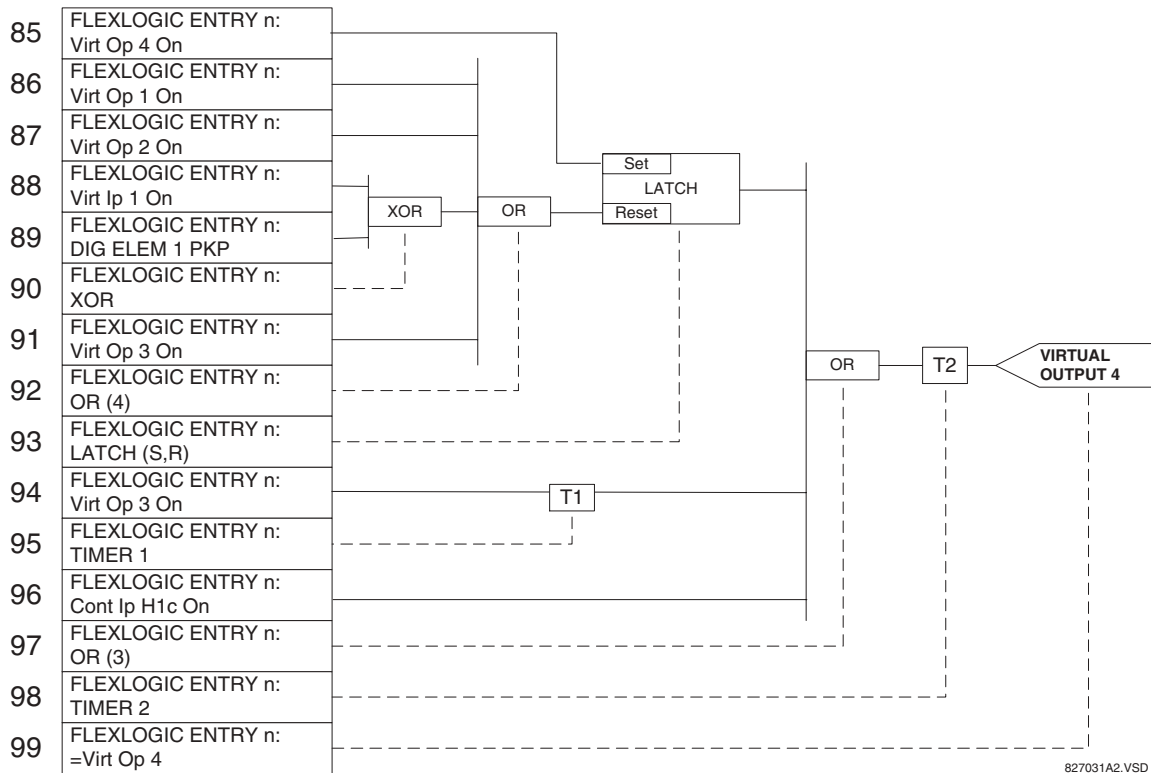 85
FLEXLOGIC ENTRY n:
Virt Op 4 On
86
FLEXLOGIC ENTRY n:
Virt Op 1 On
87
FLEXLOGIC ENTRY n:
Virt Op 2 On
88
FLEXLOGIC ENTRY n:
Virt Ip 1 On
89
FLEXLOGIC ENTRY n:
DIG ELEM 1 PKP
90
FLEXLOGIC ENTRY n:
XOR
91
FLEXLOGIC ENTRY n:
Virt Op 3 On
92
FLEXLOGIC ENTRY n:
OR (4)
93
FLEXLOGIC ENTRY n:
LATCH (S,R)
94
FLEXLOGIC ENTRY n:
Virt Op 3 On
95
FLEXLOGIC ENTRY n:
TIMER 1
96
FLEXLOGIC ENTRY n:
Cont Ip H1c On
97
FLEXLOGIC ENTRY n:
OR (3)
98
FLEXLOGIC ENTRY n:
TIMER 2
99
FLEXLOGIC ENTRY n:
=Virt Op 4
XOR
OR
Set
LATCH
Reset
T1
OR
T2
VIRTUAL
OUTPUT 4
827031A2.VSD